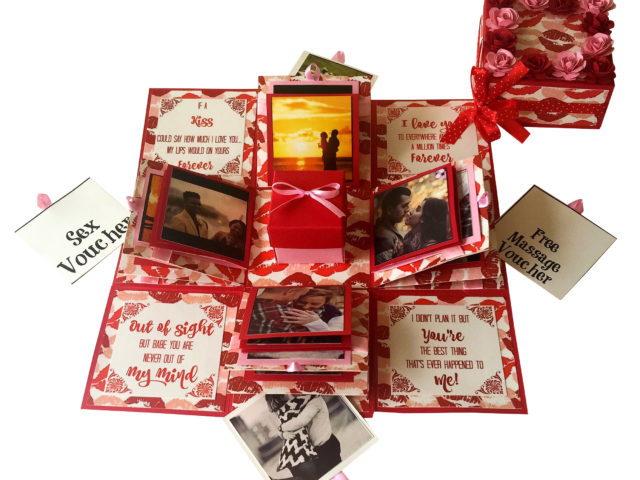 IF A
Kiss
COULD SAY HOW MUCH I LOVE YOU...
MY LIPS WOULD ON YOURS
Forever
I love you
TO EVERYWHERE AND
A MILLION TIMES
Forever
Sex
Voucher
Free
Massage
Voucher
Out of sight
BUT BABE YOU ARE
NEVER OUT OF
my mind
I DIDN'T PLAN IT BUT
You're
THE BEST THING
THAT'S EVER HAPPENED TO
me!